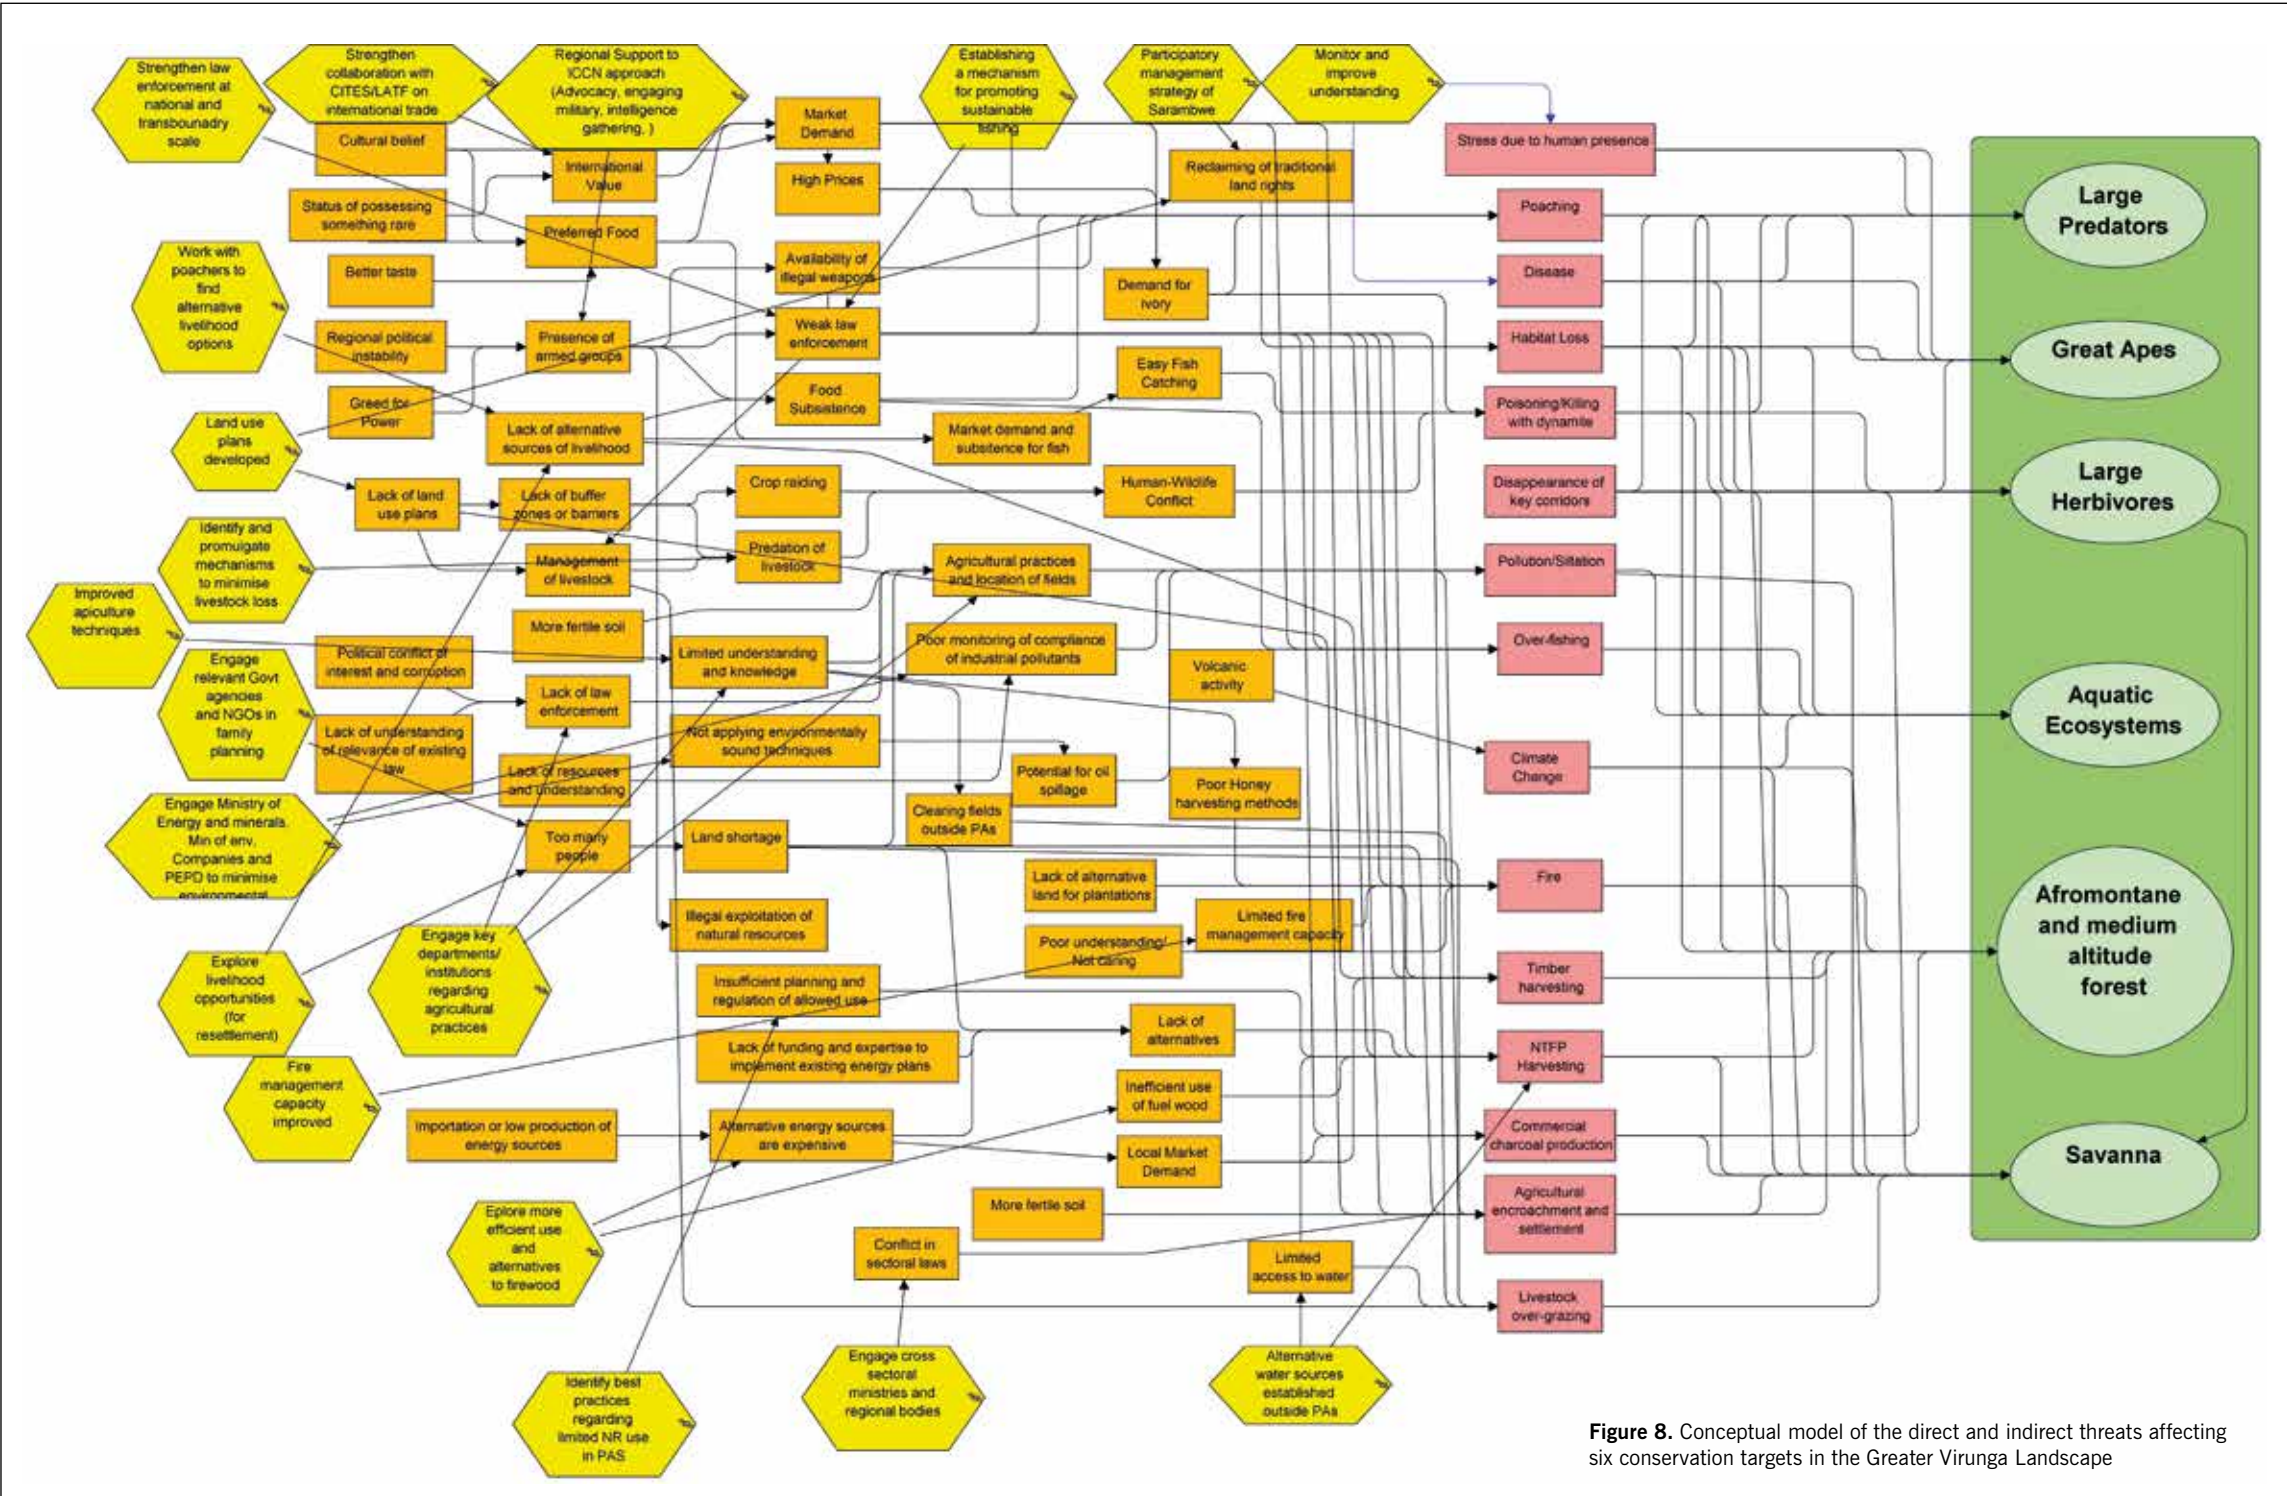 Strengthen law
enforcement at
national and
transbounadry
scale
Strengthen
collaboration with
CITES/LATF on
international trade
Regional Support to
ICCN approach
(Advocacy, engaging
military, intelligence
gathering, )
Establishing
a mechanism
for promoting
sustainable
fishing
Participatory
management
strategy of
Sarambwe
Monitor and
improve
understanding
Work with
poachers to
find
alternative
livelihood
options
Land use
plans
developed
Identify and
promulgate
mechanisms
to minimise
livestock loss
Improved
apiculture
techniques
Engage
relevant Govt
agencies
and NGOs in
family
planning
Engage Ministry of
Energy and minerals.
Min of env,
Companies and
PEPD to minimise
environmental
Explore
livelihood
opportunities
(for
resettlement)
Engage key
departments/
institutions
regarding
agricultural
practices
Fire
management
capacity
improved
Eplore more
efficient use
and
alternatives
to firewood
Identify best
practices
regarding
limited NR use
in PAS
Engage cross
sectoral
ministries and
regional bodies
Alternative
water sources
established
outside PAs
Cultural belief
Status of possessing
something rare
Better taste
Regional political
instability
Greed for
Power
Lack of land
use plans
Political conflict of
interest and corruption
Lack of understanding
of relevance of existing
law
Importation or low production of
energy sources
International
Value
Preferred Food
Presence of
armed groups
Lack of alternative
sources of livelihood
Lack of buffer
zones or barriers
Management
of livestock
More fertile soil
Lack of law
enforcement
Lack of resources
and understanding
Too many
people
Market
Demand
High Prices
Availability of
illegal weapons
Weak law
enforcement
Food
Subsistence
Crop raiding
Predation of
livestock
Limited understanding
and knowledge
Not applying environmentally
sound techniques
Land shortage
Illegal exploitation of
natural resources
Insufficient planning and
regulation of allowed use
Lack of funding and expertise to
implement existing energy plans
Alternative energy sources
are expensive
Conflict in
sectoral laws
Market demand and
subsitence for fish
Agricultural practices
and location of fields
Poor monitoring of compliance
of industrial pollutants
Clearing fields
outside PAs
Potential for oil
spillage
Lack of alternative
land for plantations
Poor understanding/
Not caring
More fertile soil
Reclaiming of traditional
land rights
Demand for
ivory
Easy Fish
Catching
Human-Wildlife
Conflict
Volcanic
activity
Poor Honey
harvesting methods
Limited fire
management capacity
Lack of
alternatives
Inefficient use
of fuel wood
Local Market
Demand
Limited
access to water
Stress due to human presence
Poaching
Disease
Habitat Loss
Poisoning/Killing
with dynamite
Disappearance of
key corridors
Pollution/Siltation
Over-fishing
Climate
Change
Fire
Timber
harvesting
NTFP
Harvesting
Commercial
charcoal production
Agricultural
encroachment and
settlement
Livestock
over-grazing
Large
Predators
Great Apes
Large
Herbivores
Aquatic
Ecosystems
Afromontane
and medium
altitude
forest
Savanna
Figure 8. Conceptual model of the direct and indirect threats affecting
six conservation targets in the Greater Virunga Landscape